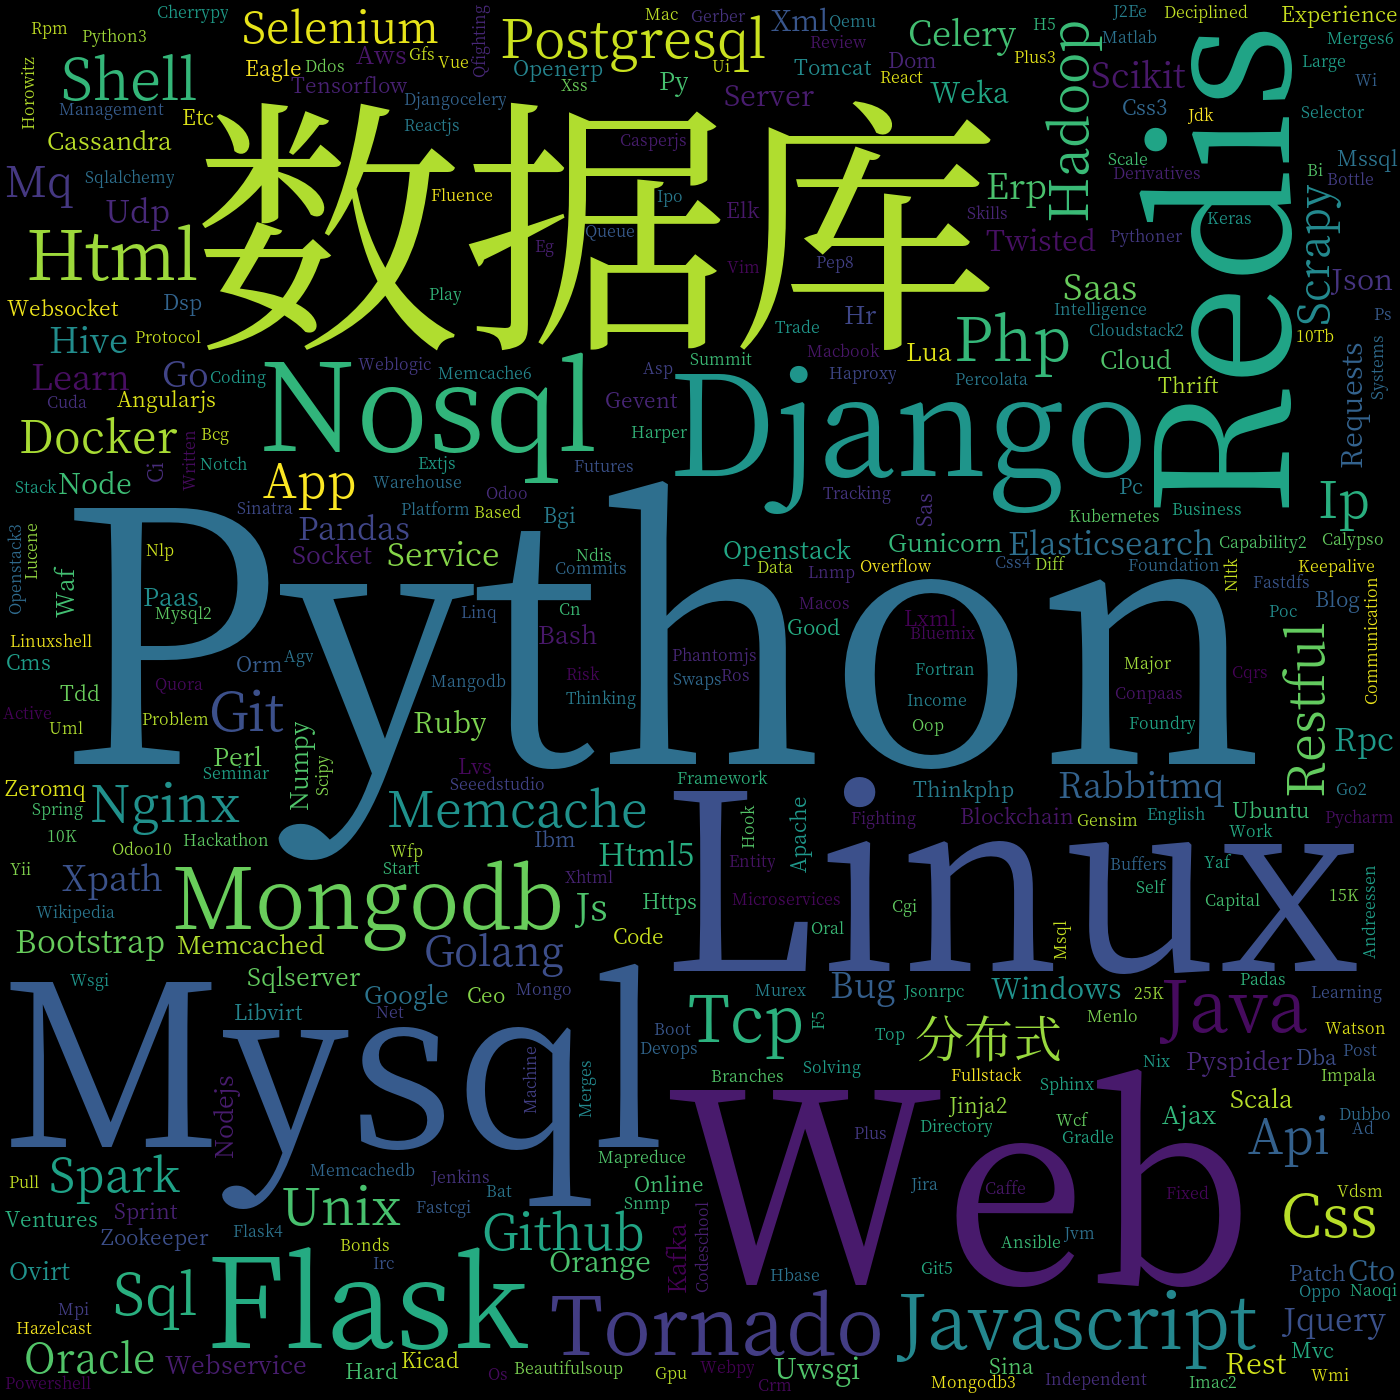 Cherrypy
Rpm
Python3
Selenium
Postgresql
Mac
Gerber
Xml
Qemu
Celery
H5
J2Ee
Deciplined
Experience
Matlab
Merges6
Shell
Horowitz
Eagle
Ddos
Aws
Gfs
Vue
Qfighting
Openerp
Xss
Ui
Py
Review
Tomcat
Dom
React
Plus3
Hadoop
Scikit
Redis
Large
Wi
Management
Etc
Tensorflow
Djangocelery
Server
Weka
Css3
Jdk
Selector
Cassandra
Reactjs
Casperjs
Scale
Derivatives
Mssql
Bi
Bottle
Mq
Sqlalchemy
数据库
Fluence
Ipo
Erp
Udp
Elk
Skills
Keras
Scrapy
Html
Queue
Eg
Twisted
Pythoner
Vim
Pep8
Json
Websocket
Dsp
Play
Saas
Hr
Intelligence
Ps
Hive
Protocol
Trade
Php
Cloudstack2
10Tb
Lua
Macbook
Cloud
Requests
Systems
Learn
Go
Coding
Weblogic
Memcache6
Nosql
Asp
Summit
Django
Haproxy
Percolata
Thrift
Cuda
Angularjs
Gevent
Docker
Bcg
Harper
Written
Ci
Notch
Extjs
Futures
Stack
Node
App
Warehouse
Odoo
Tracking
Sas
Pc
Ip
Sinatra
Platform
Based
Bgi
Kubernetes
Business
Pandas
Openstack3
Lucene
Nlp
Socket
Service
Ndis
Commits
Openstack
Data
Lnmp
Gunicorn
Overflow
Elasticsearch
Css4
Diff
Foundation
Capability2
Calypso
Nltk
Keepalive
Fastdfs
Waf
Paas
Mysql2
Python
Linq
Cn
Macos
Good
Lxml
Bluemix
Poc
Blog
Communication
Linuxshell
Bash
Cms
Orm
Agv
Phantomjs
Swaps
Ros
Fortran
Major
Cqrs
Restful
Tdd
Quora
Mangodb
Risk
Thinking
Income
Conpaas
Active
Uml
Problem
Git
Ruby
Oop
Foundry
Rpc
Perl
Seminar
Numpy
Scipy
Lvs
Seeedstudio
Framework
Thinkphp
Rabbitmq
Go2
Zeromq
Spring
Nginx
Memcache
Linux
Hook
Apache
Fighting
Blockchain
Gensim
English
Ubuntu
Pycharm
10K
Odoo10
Hackathon
Ibm
Work
Yii
Wfp
Start
Html5
Entity
Buffers
Yaf
Xpath
Mongodb
Xhtml
Js
Https
Microservices
Self
Capital
15K
Andreessen
Wikipedia
Cgi
Bootstrap
Memcached
Golang
Code
Oral
Msql
Wsgi
Sqlserver
Google
Ceo
Mongo
Murex
Bug
Jsonrpc
Windows
25K
Padas
Learning
Mysql
Libvirt
Net
Boot
Devops
Tcp
F5
Top
分布式
Menlo
Java
Watson
Post
Machine
Merges
Branches
Solving
Fullstack
Nix
Pyspider
Dba
Impala
Nodejs
Web
Sphinx
Jinja2
Scala
Directory
Wcf
Gradle
Ajax
Api
Dubbo
Ad
Plus
Spark
Memcachedb
Mapreduce
Pull
Jenkins
Bat
Online
Jira
Caffe
Fixed
Vdsm
Ventures
Sprint
Unix
Fastcgi
Snmp
Codeschool
Css
Zookeeper
Flask4
Bonds
Github
Kafka
Ansible
Jvm
Ovirt
Irc
Orange
Hbase
Git5
Patch
Cto
Sql
Flask
Oppo
Naoqi
Mpi
Tornado
Javascript
Jquery
Hazelcast
Oracle
Webservice
Hard
Kicad
Os
Beautifulsoup
Gpu
Webpy
Crm
Uwsgi
Sina
Mongodb3
Independent
Imac2
Rest
Mvc
Wmi
Powershell